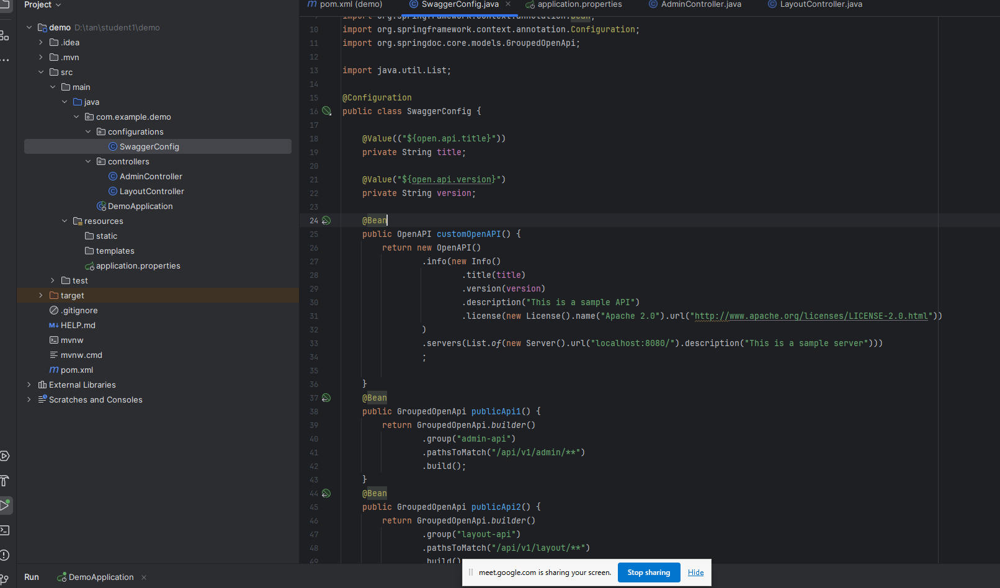 Project
demo D:\tan\student1\demo
.idea
.mvn
src
main
java
com.example.demo
configurations
SwaggerConfig
controllers
AdminController
LayoutController
DemoApplication
resources
static
templates
application.properties
test
target
.gitignore
M↓ HELP.md
mvnw
mvnw.cmd
m pom.xml
External Libraries
Scratches and Consoles
m pom.xml (demo) © SwaggerConfig.java × application.properties © AdminController.java © LayoutController.java
9 import org.springframework.context.annotation.Bean;
10 import org.springframework.context.annotation.Configuration;
11 import org.springdoc.core.models.GroupedOpenApi;
12
13 import java.util.List;
14
15 @Configuration
16 public class SwaggerConfig {
17
18 @Value(("${open.api.title}"))
19 private String title;
20
21 @Value("${open.api.version}")
22 private String version;
23
24 @Bean
25 public OpenAPI customOpenAPI() {
26 return new OpenAPI()
27 .info(new Info()
28 .title(title)
29 .version(version)
30 .description("This is a sample API")
31 .license(new License().name("Apache 2.0").url("http://www.apache.org/licenses/LICENSE-2.0.html"))
32 )
33 .servers(List.of(new Server().url("localhost:8080/").description("This is a sample server")))
34 ;
35
36 }
37 @Bean
38 public GroupedOpenApi publicApi1() {
39 return GroupedOpenApi.builder()
40 .group("admin-api")
41 .pathsToMatch("/api/v1/admin/**")
42 .build();
43 }
44 @Bean
45 public GroupedOpenApi publicApi2() {
46 return GroupedOpenApi.builder()
47 .group("layout-api")
48 .pathsToMatch("/api/v1/layout/**")
49 .build()
Run DemoApplication ×
meet.google.com is sharing your screen. Stop sharing Hide